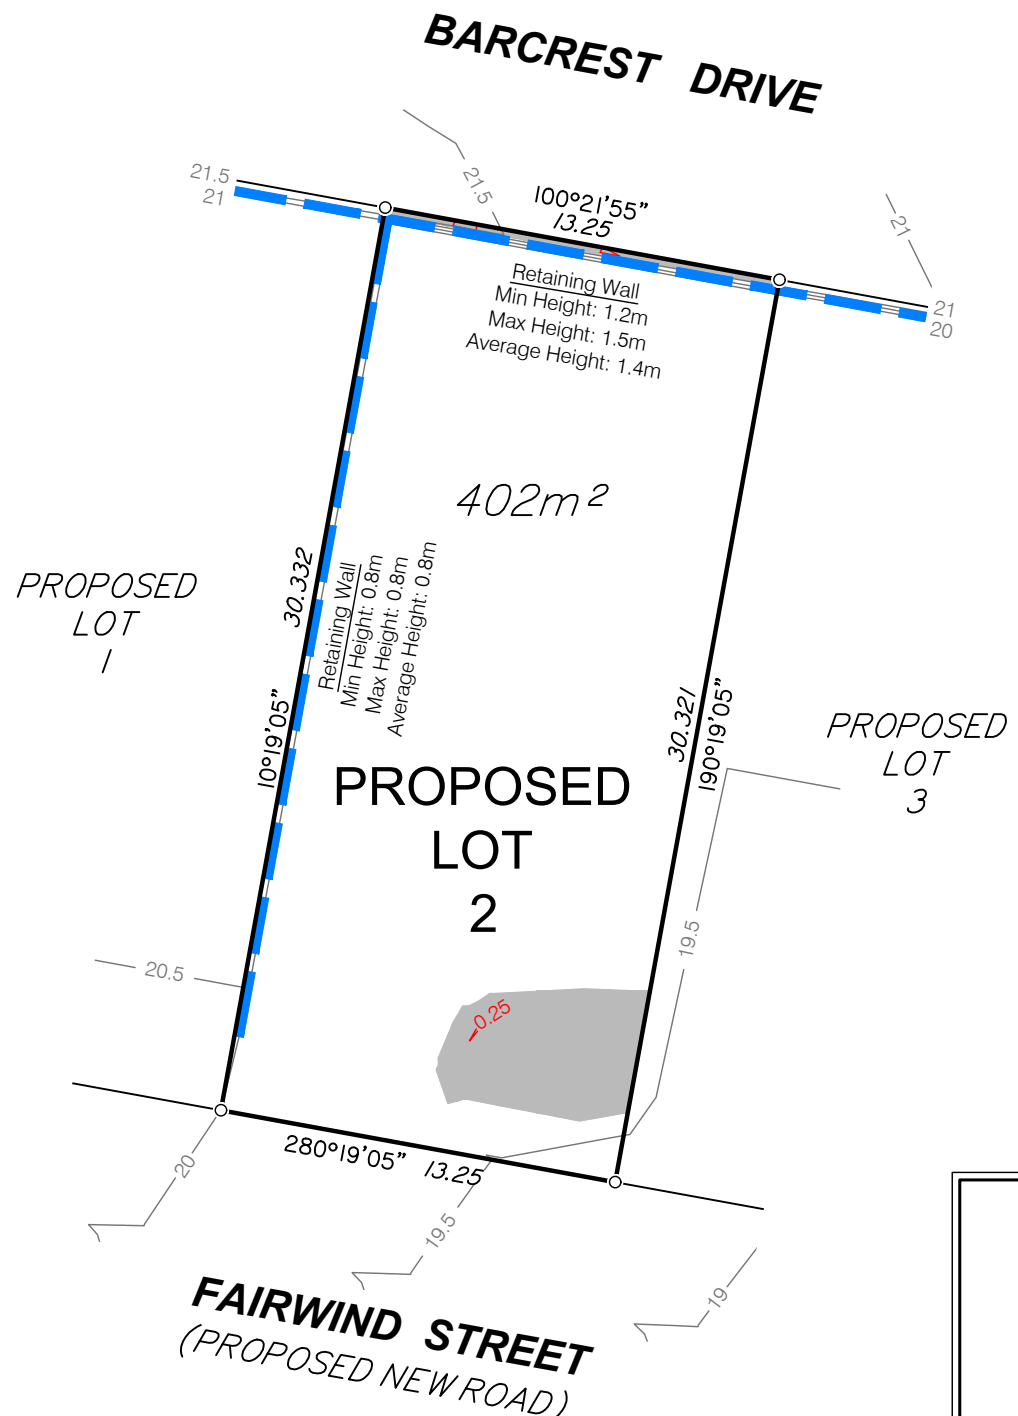 BARCREST DRIVE
21.5
21
21.5
100°21'55"
13.25
21
21
20
Retaining Wall
Min Height: 1.2m
Max Height: 1.5m
Average Height: 1.4m
402m²
PROPOSED
LOT
1
30.332
10°19'05"
Retaining Wall
Min Height: 0.8m
Max Height: 0.8m
Average Height: 0.8m
30.321
190°19'05"
PROPOSED
LOT
3
PROPOSED
LOT
2
19.5
20.5
0.25
280°19'05" 13.25
20
19.5
19
FAIRWIND STREET
(PROPOSED NEW ROAD)